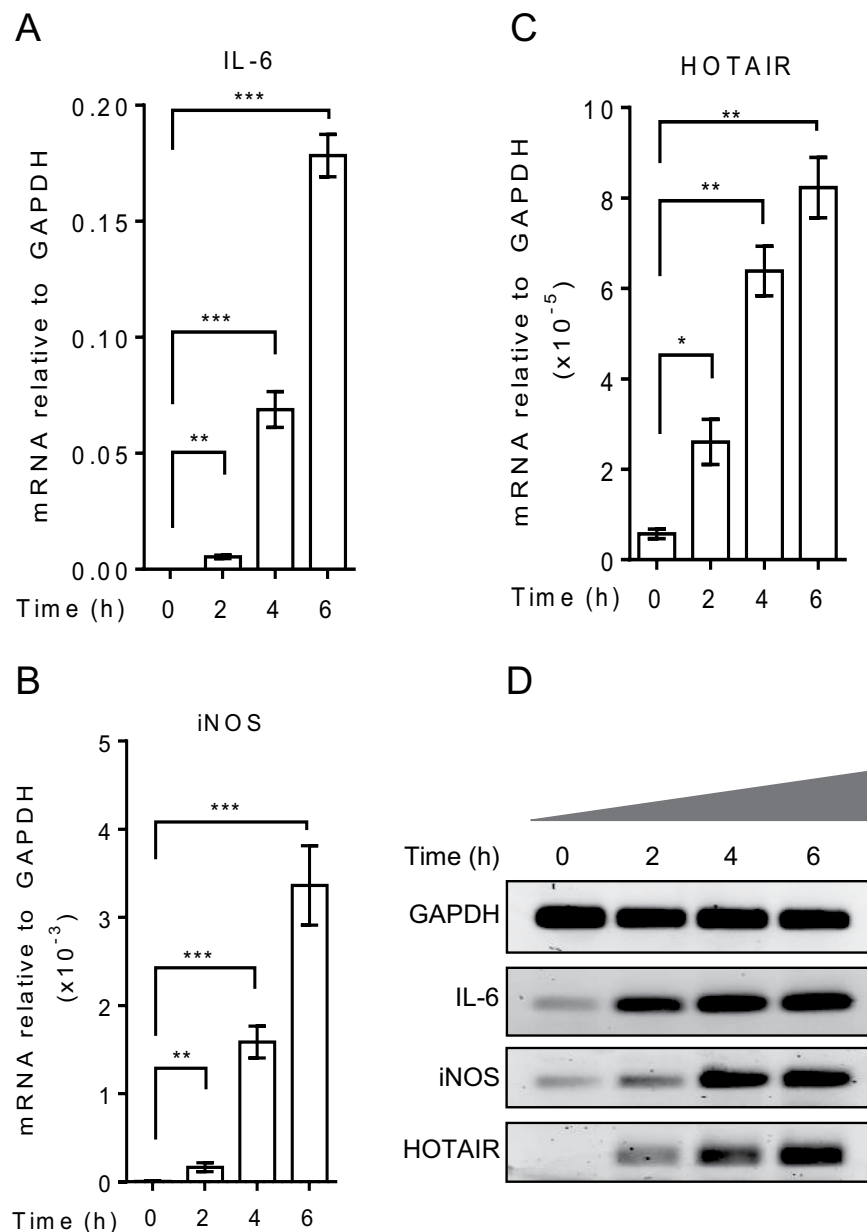 A
IL-6
mRNA relative to GAPDH
0.20
0.15
0.10
0.05
0.00
***
***
**
Time (h) 0 2 4 6
B
iNOS
mRNA relative to GAPDH
(x10⁻³)
5
4
3
2
1
0
***
***
**
Time (h) 0 2 4 6
C
HOTAIR
mRNA relative to GAPDH
(x10⁻⁵)
10
8
6
4
2
0
**
**
*
Time (h) 0 2 4 6
D
Time (h) 0 2 4 6
GAPDH
IL-6
iNOS
HOTAIR